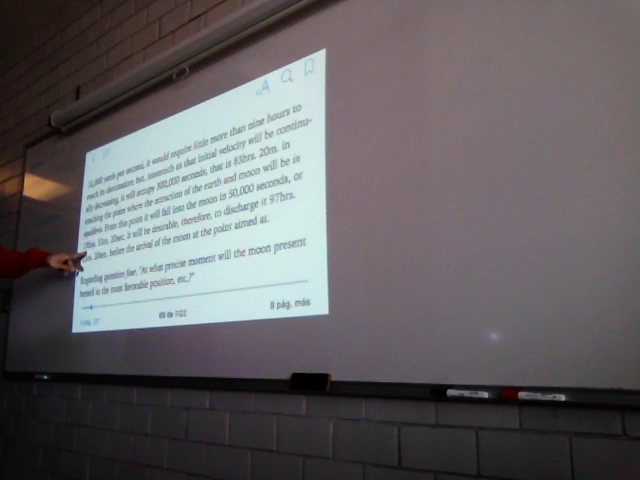 AA
12,000 yards per second, it would require little more than nine hours to
reach its destination; but, inasmuch as that initial velocity will be continu-
ally decreasing, it will occupy 300,000 seconds, that is 83hrs. 20m. in
reaching the point where the attraction of the earth and moon will be in
equilibrio. From this point it will fall into the moon in 50,000 seconds, or
13hrs. 53m. 20sec. It will be desirable, therefore, to discharge it 97hrs.
20sec. before the arrival of the moon at the point aimed at.
Regarding question four, "At what precise moment will the moon present
herself in the most favorable position, etc.?"
de
8 pág. más